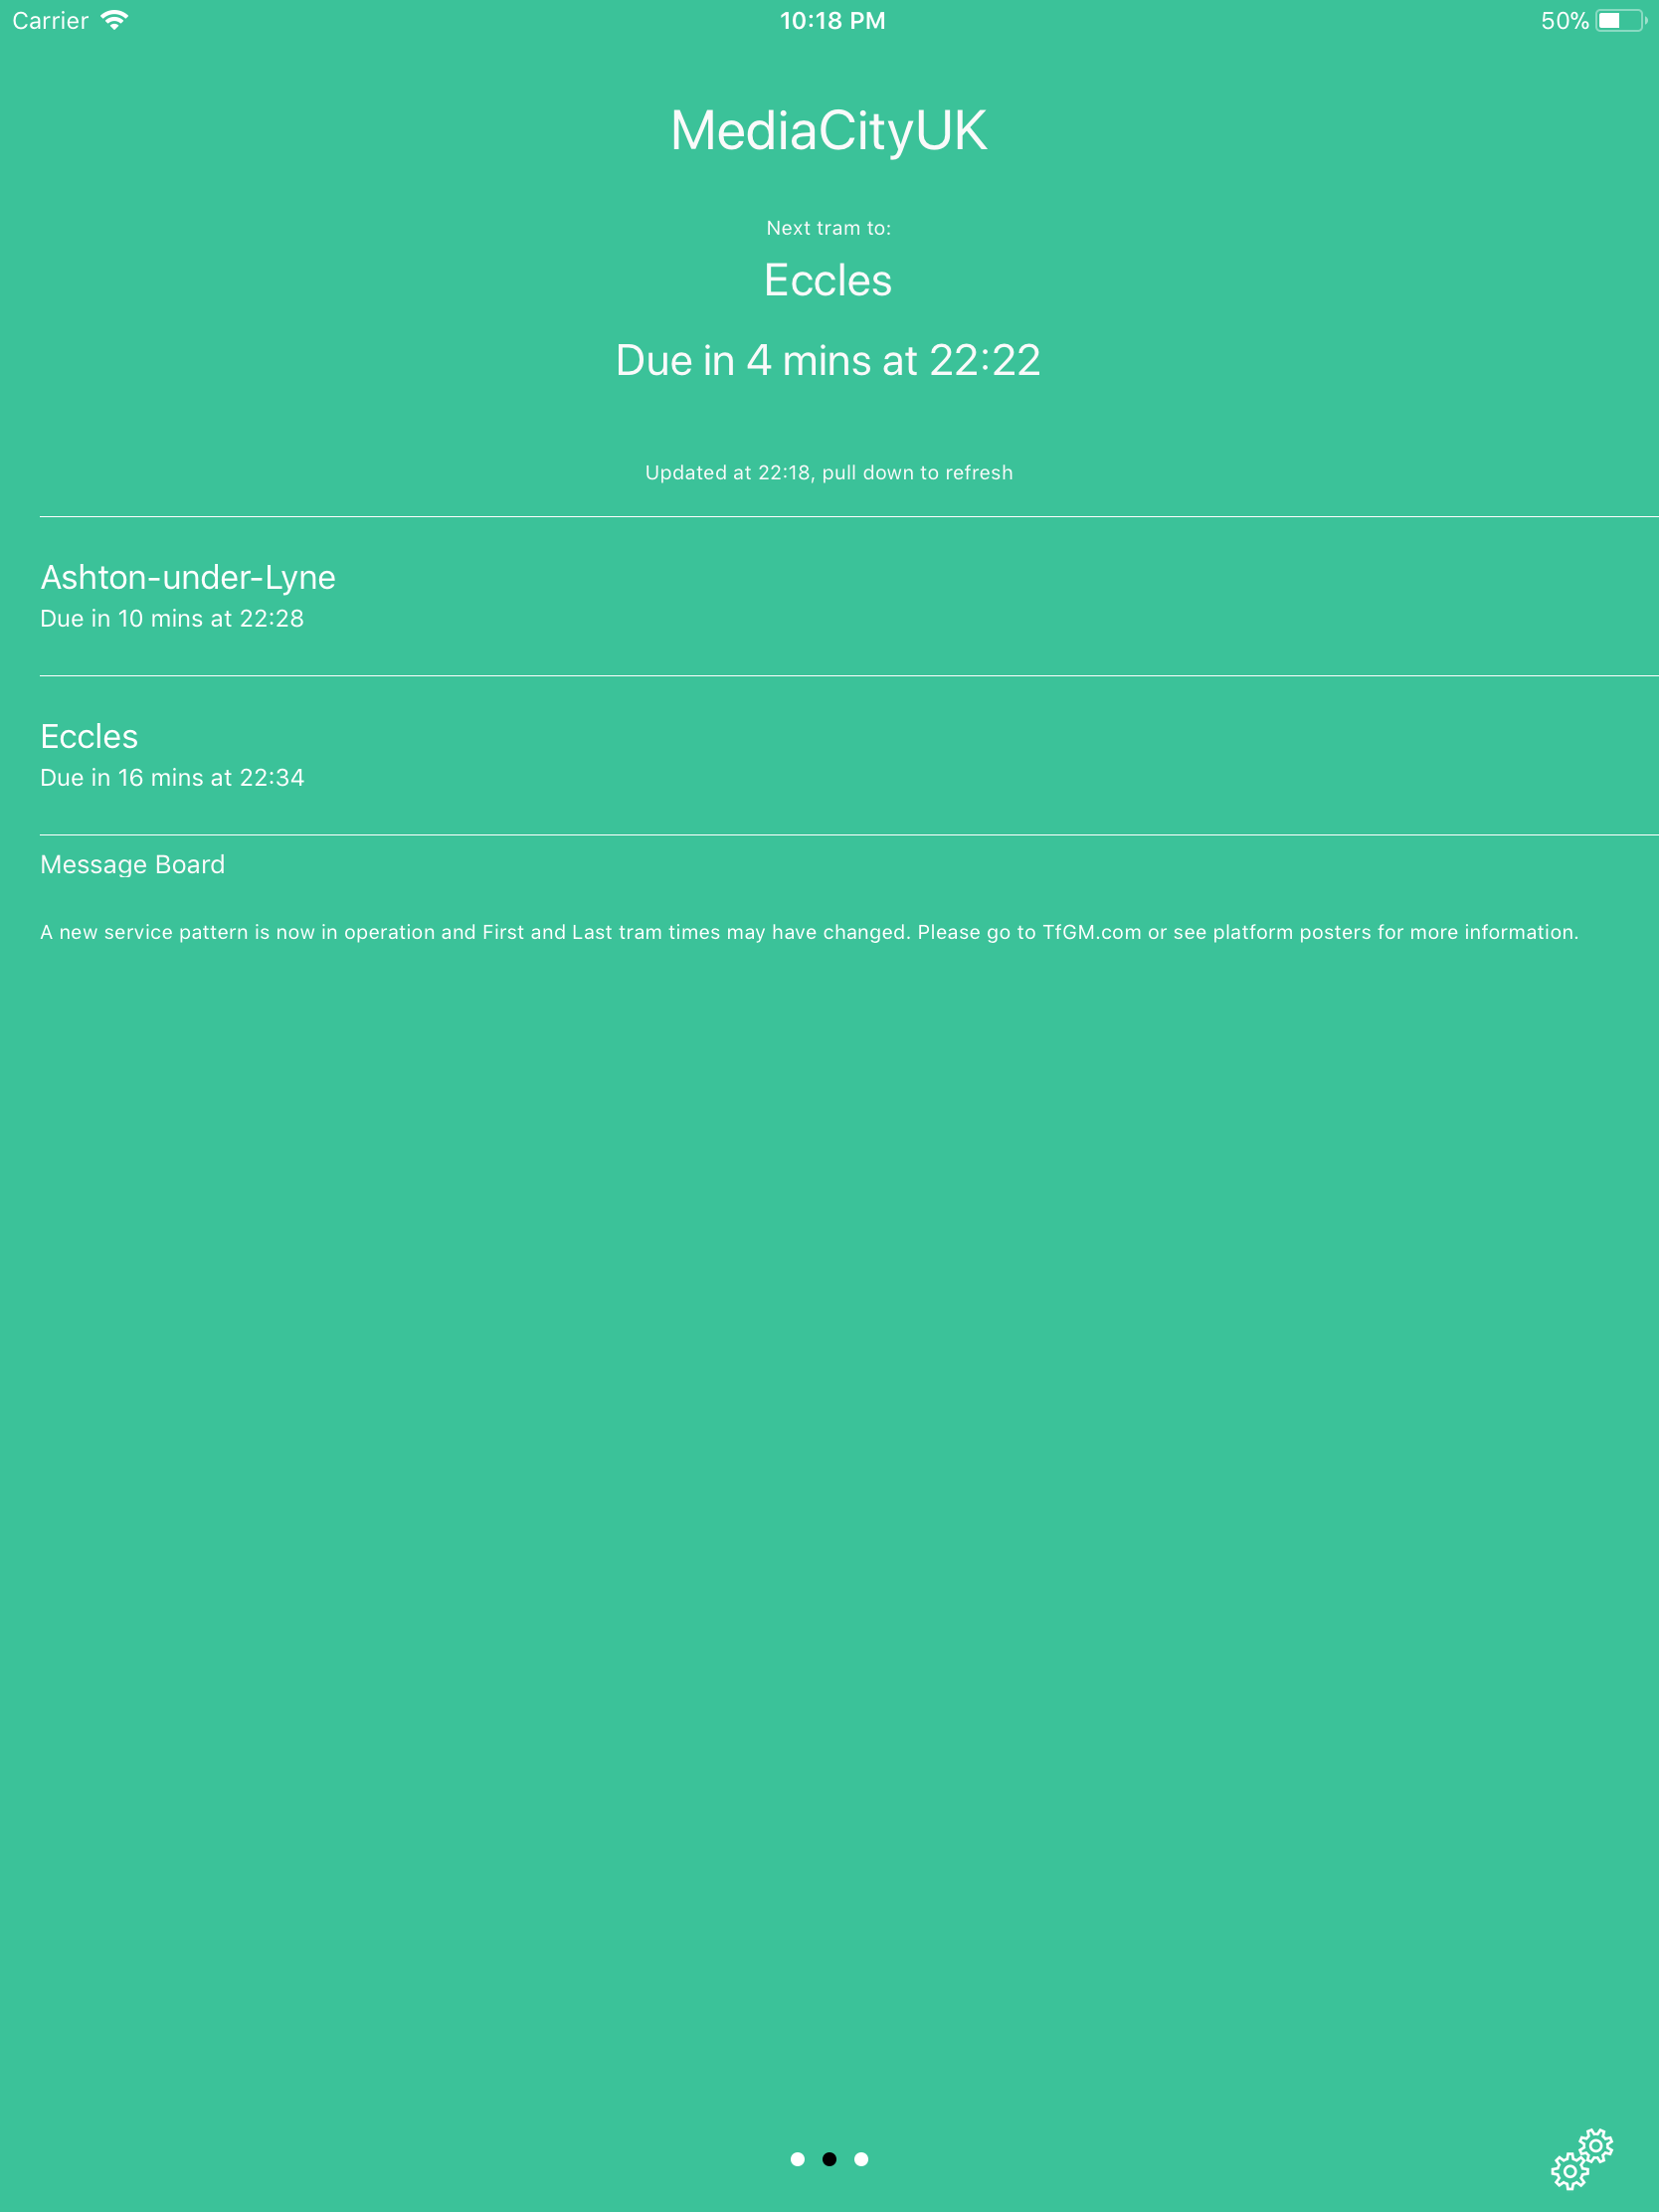 Carrier
10:18 PM
50%
MediaCityUK
Next tram to:
Eccles
Due in 4 mins at 22:22
Updated at 22:18, pull down to refresh
Ashton-under-Lyne
Due in 10 mins at 22:28
Eccles
Due in 16 mins at 22:34
Message Board
A new service pattern is now in operation and First and Last tram times may have changed. Please go to TfGM.com or see platform posters for more information.